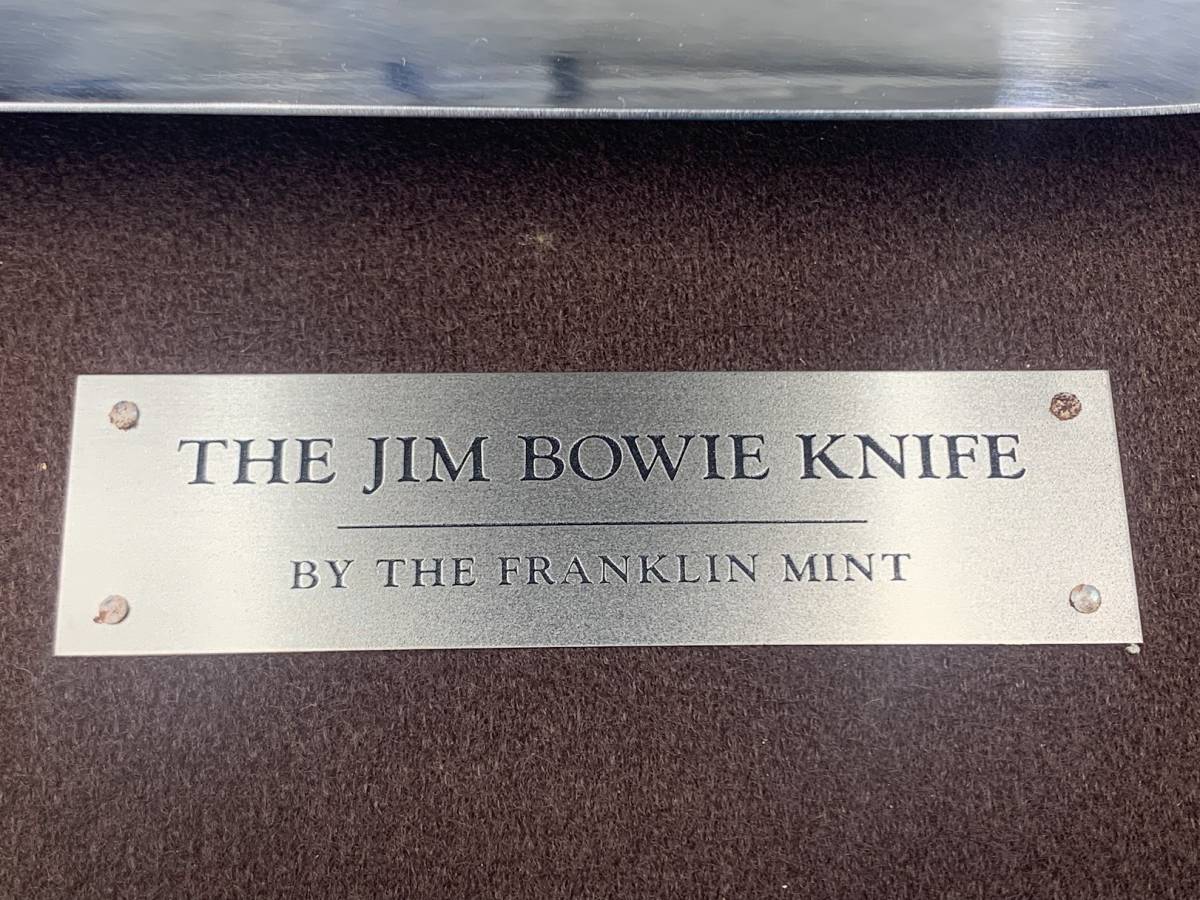 THE JIM BOWIE KNIFE
BY THE FRANKLIN MINT